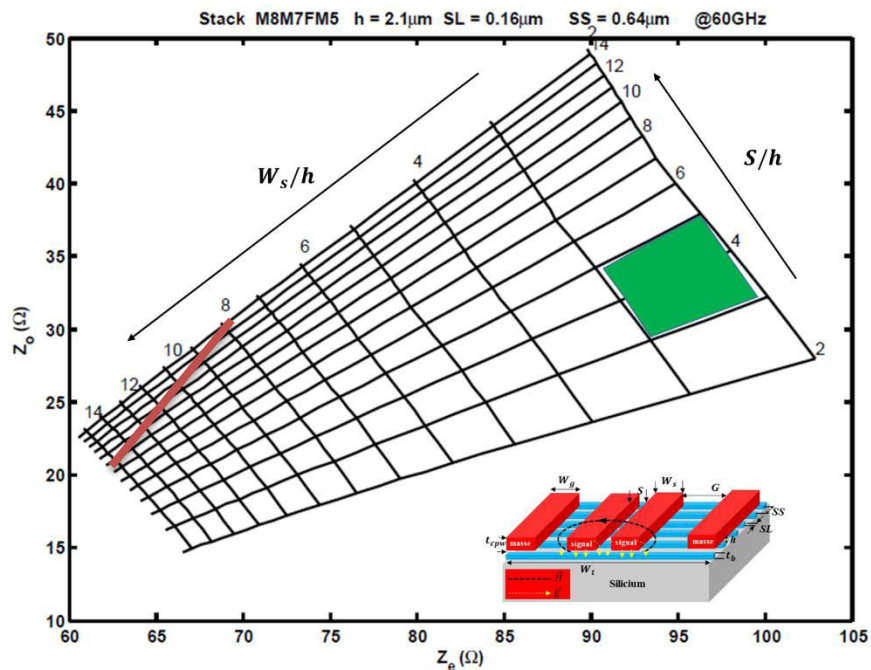 Stack M8M7FM5 h = 2.1μm SL = 0.16μm SS = 0.64μm @60GHz
50
45
40
35
30
25
20
15
10
Z_o (Ω)
60 65 70 75 80 85 90 95 100 105
Z_e (Ω)
W_s/h
S/h
2
14
12
10
8
6
4
2
4
6
8
10
12
14
W_g
S
W_s
G
SS
SL
h
t_cpw
masse
signal
signal
masse
t_b
W_t
Silicium
H
E